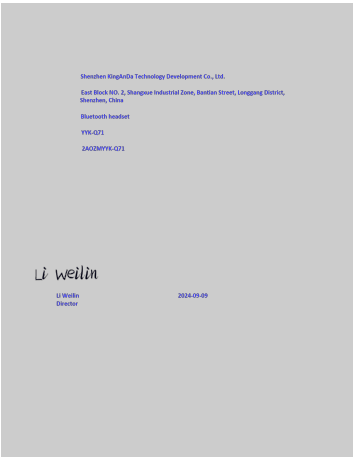 Shenzhen KingAnDa Technology Development Co., Ltd.
East Block NO. 2, Shangxue Industrial Zone, Bantian Street, Longgang District,
Shenzhen, China
Bluetooth headset
YYK-Q71
2AOZMYYK-Q71
Li Weilin
Li Weilin 2024-09-09
Director